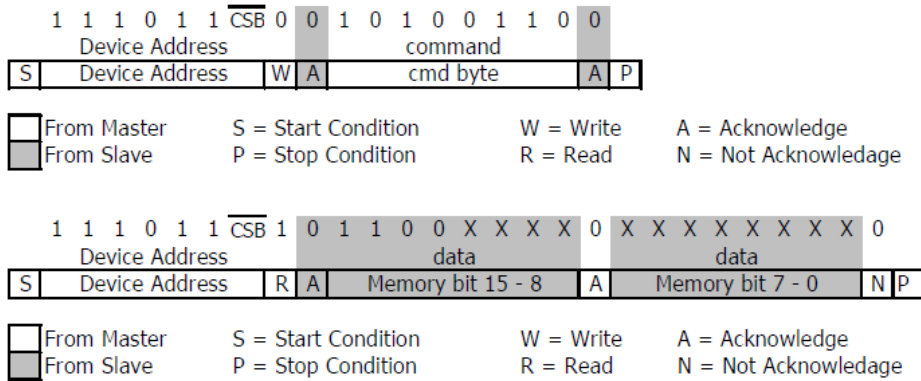 1 1 1 0 1 1 CSB 0 0 1 0 1 0 0 1 1 0 0
Device Address command
S Device Address W A cmd byte A P
From Master S = Start Condition W = Write A = Acknowledge
From Slave P = Stop Condition R = Read N = Not Acknowledage
1 1 1 0 1 1 CSB 1 0 1 1 0 0 X X X X 0 X X X X X X X X 0
Device Address data data
S Device Address R A Memory bit 15 - 8 A Memory bit 7 - 0 N P
From Master S = Start Condition W = Write A = Acknowledge
From Slave P = Stop Condition R = Read N = Not Acknowledage